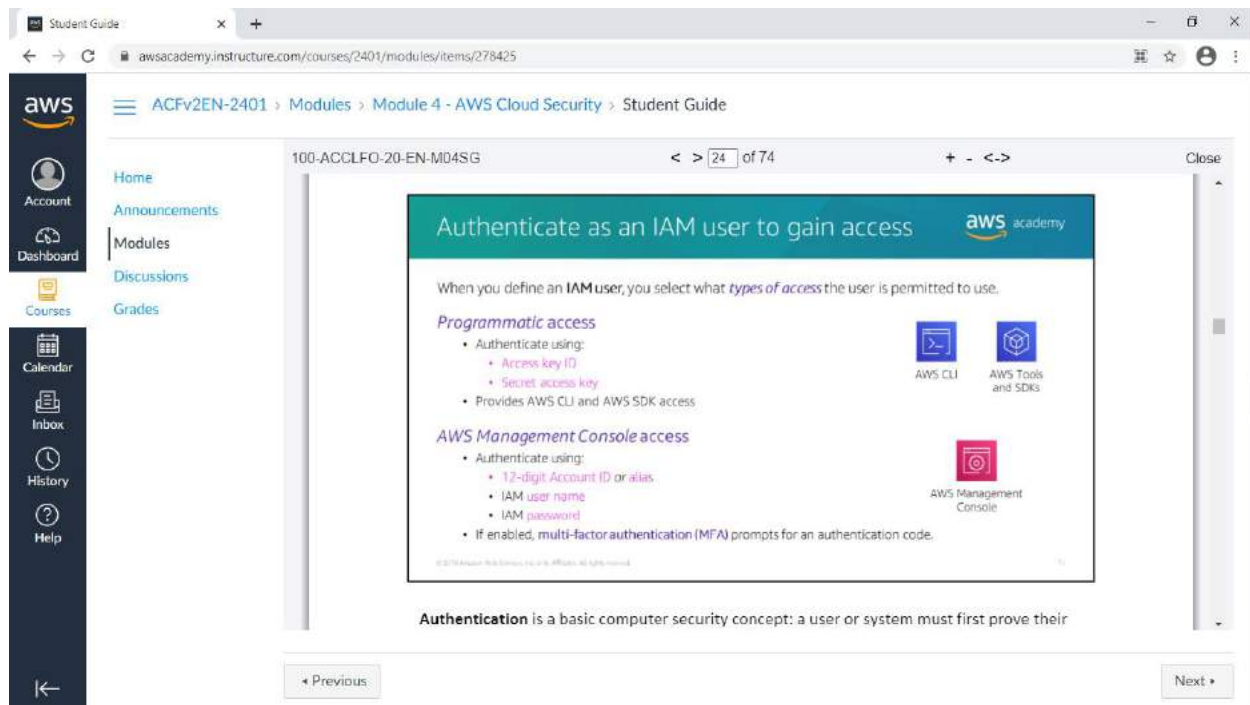 Student Guide
awsacademy.instructure.com/courses/2401/modules/items/278425
aws
ACFv2EN-2401 › Modules › Module 4 - AWS Cloud Security › Student Guide
Account
Dashboard
Courses
Calendar
Inbox
History
Help
Home
Announcements
Modules
Discussions
Grades
100-ACCLFO-20-EN-M04SG < > 24 of 74 + - <-> Close
Authenticate as an IAM user to gain access
aws academy
When you define an IAM user, you select what types of access the user is permitted to use.
Programmatic access
• Authenticate using:
• Access key ID
• Secret access key
• Provides AWS CLI and AWS SDK access
AWS CLI
AWS Tools
and SDKs
AWS Management Console access
• Authenticate using:
• 12-digit Account ID or alias
• IAM user name
• IAM password
• If enabled, multi-factor authentication (MFA) prompts for an authentication code.
AWS Management
Console
Authentication is a basic computer security concept: a user or system must first prove their
◂ Previous
Next ▸